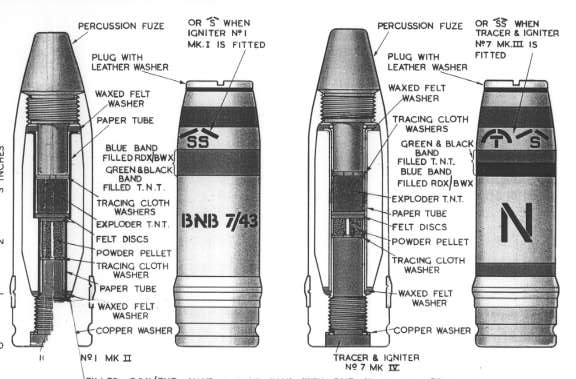 PERCUSSION FUZE
OR S WHEN
IGNITER Nº1
MK. I IS FITTED
PLUG WITH
LEATHER WASHER
WAXED FELT
WASHER
PAPER TUBE
BLUE BAND
FILLED RDX/BWX
GREEN & BLACK
BAND
FILLED T.N.T.
TRACING CLOTH
WASHERS
EXPLODER T.N.T.
FELT DISCS
POWDER PELLET
TRACING CLOTH
WASHER
PAPER TUBE
WAXED FELT
WASHER
COPPER WASHER
SS
BNB 7/43
Nº1 MK II
INCHES
2
PERCUSSION FUZE
OR SS WHEN
TRACER & IGNITER
Nº7 MK.III IS
FITTED
PLUG WITH
LEATHER WASHER
WAXED FELT
WASHER
TRACING CLOTH
WASHERS
GREEN & BLACK
BAND
FILLED T.N.T.
BLUE BAND
FILLED RDX/BWX
EXPLODER T.N.T.
PAPER TUBE
FELT DISCS
POWDER PELLET
TRACING CLOTH
WASHER
WAXED FELT
WASHER
COPPER WASHER
T S
N
TRACER & IGNITER
Nº 7 MK IV